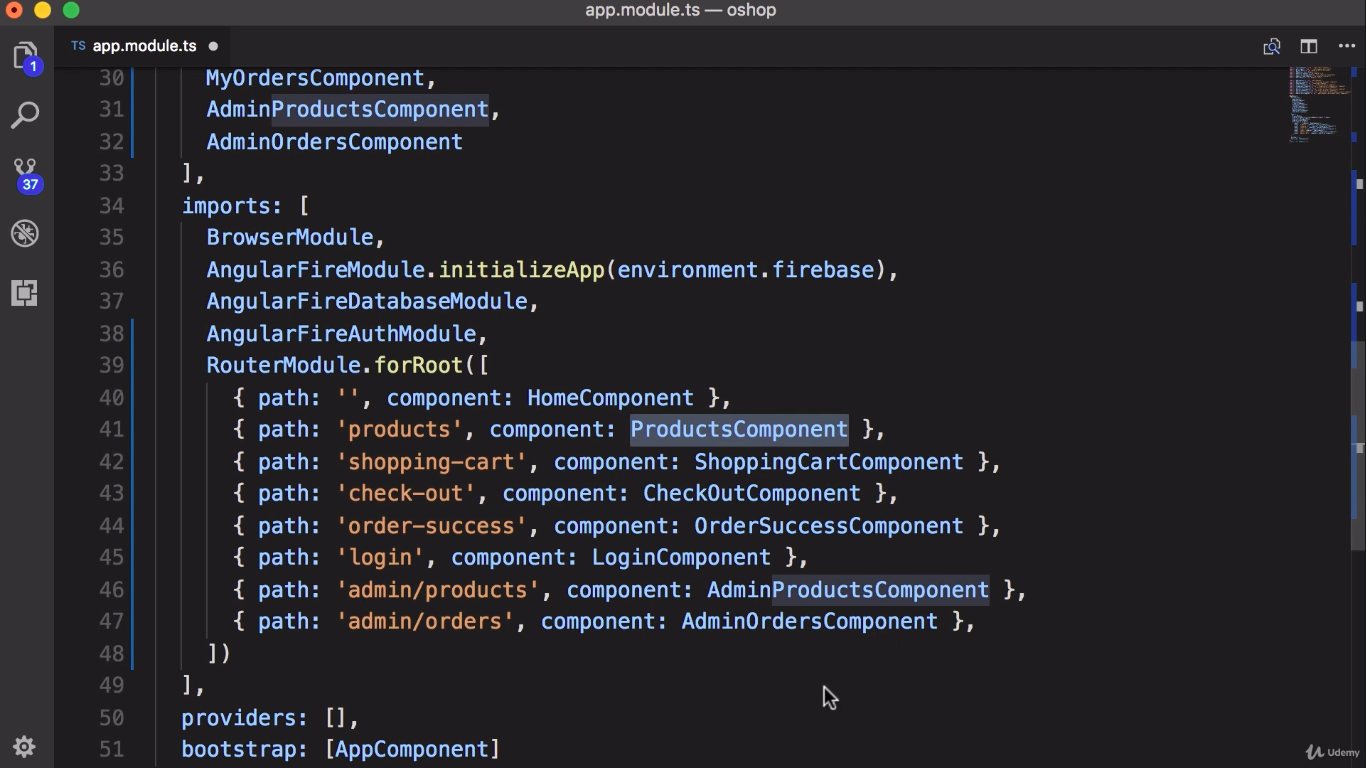 app.module.ts — oshop
TS app.module.ts
1
37
30 MyOrdersComponent,
31 AdminProductsComponent,
32 AdminOrdersComponent
33 ],
34 imports: [
35 BrowserModule,
36 AngularFireModule.initializeApp(environment.firebase),
37 AngularFireDatabaseModule,
38 AngularFireAuthModule,
39 RouterModule.forRoot([
40 { path: '', component: HomeComponent },
41 { path: 'products', component: ProductsComponent },
42 { path: 'shopping-cart', component: ShoppingCartComponent },
43 { path: 'check-out', component: CheckOutComponent },
44 { path: 'order-success', component: OrderSuccessComponent },
45 { path: 'login', component: LoginComponent },
46 { path: 'admin/products', component: AdminProductsComponent },
47 { path: 'admin/orders', component: AdminOrdersComponent },
48 ])
49 ],
50 providers: [],
51 bootstrap: [AppComponent]
Udemy